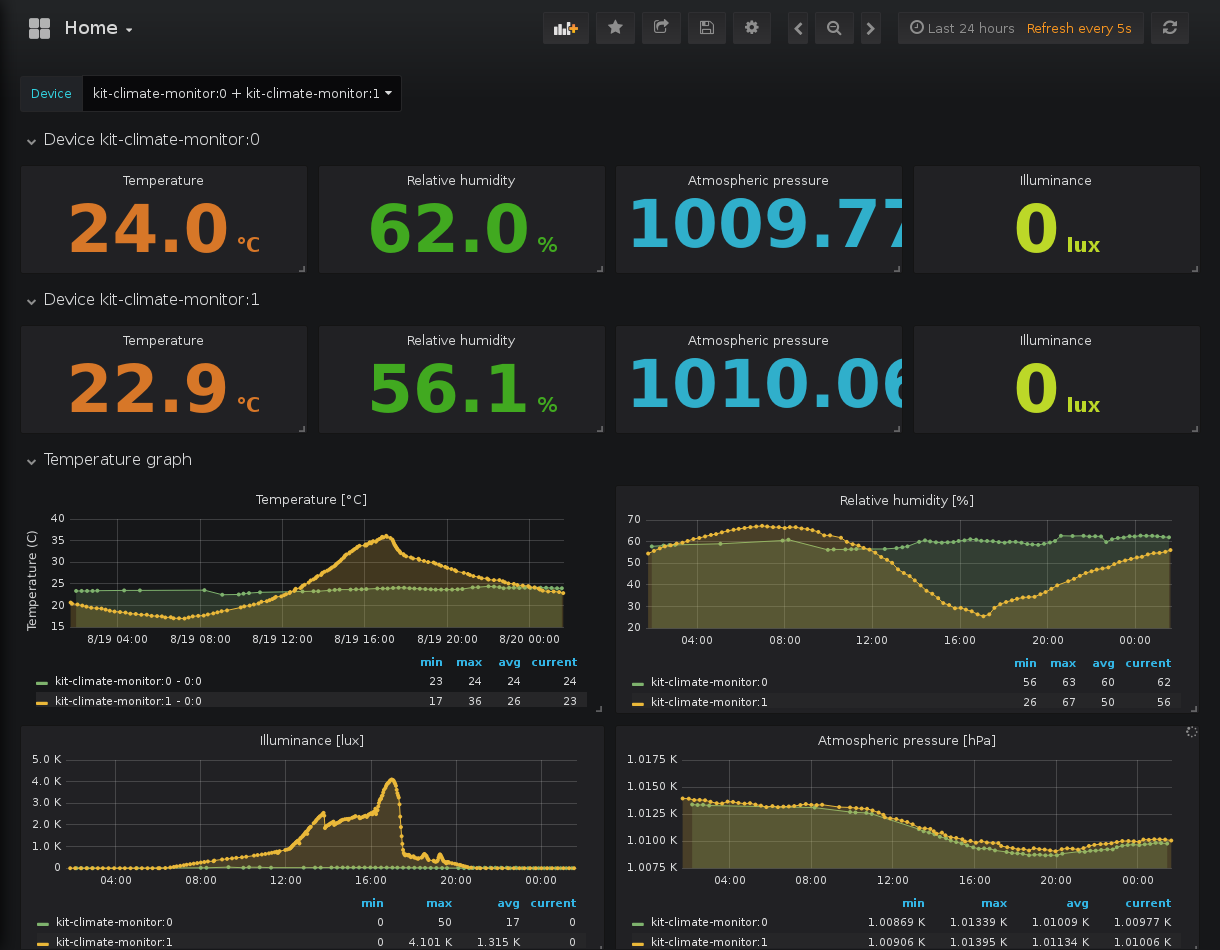 Home
Last 24 hours Refresh every 5s
Device kit-climate-monitor:0 + kit-climate-monitor:1
Device kit-climate-monitor:0
Temperature Relative humidity Atmospheric pressure Illuminance
24.0 °C 62.0 % 1009.77 0 lux
Device kit-climate-monitor:1
Temperature Relative humidity Atmospheric pressure Illuminance
22.9 °C 56.1 % 1010.06 0 lux
Temperature graph
Temperature [°C]
Temperature (C)
40
35
30
25
20
15
8/19 04:00 8/19 08:00 8/19 12:00 8/19 16:00 8/19 20:00 8/20 00:00
min max avg current
kit-climate-monitor:0 - 0:0 23 24 24 24
kit-climate-monitor:1 - 0:0 17 36 26 23
Relative humidity [%]
70
60
50
40
30
20
04:00 08:00 12:00 16:00 20:00 00:00
min max avg current
kit-climate-monitor:0 56 63 60 62
kit-climate-monitor:1 26 67 50 56
Illuminance [lux]
5.0 K
4.0 K
3.0 K
2.0 K
1.0 K
0
04:00 08:00 12:00 16:00 20:00 00:00
min max avg current
kit-climate-monitor:0 0 50 17 0
kit-climate-monitor:1 0 4.101 K 1.315 K 0
Atmospheric pressure [hPa]
1.0175 K
1.0150 K
1.0125 K
1.0100 K
1.0075 K
04:00 08:00 12:00 16:00 20:00 00:00
min max avg current
kit-climate-monitor:0 1.00869 K 1.01339 K 1.01009 K 1.00977 K
kit-climate-monitor:1 1.00906 K 1.01395 K 1.01134 K 1.01006 K